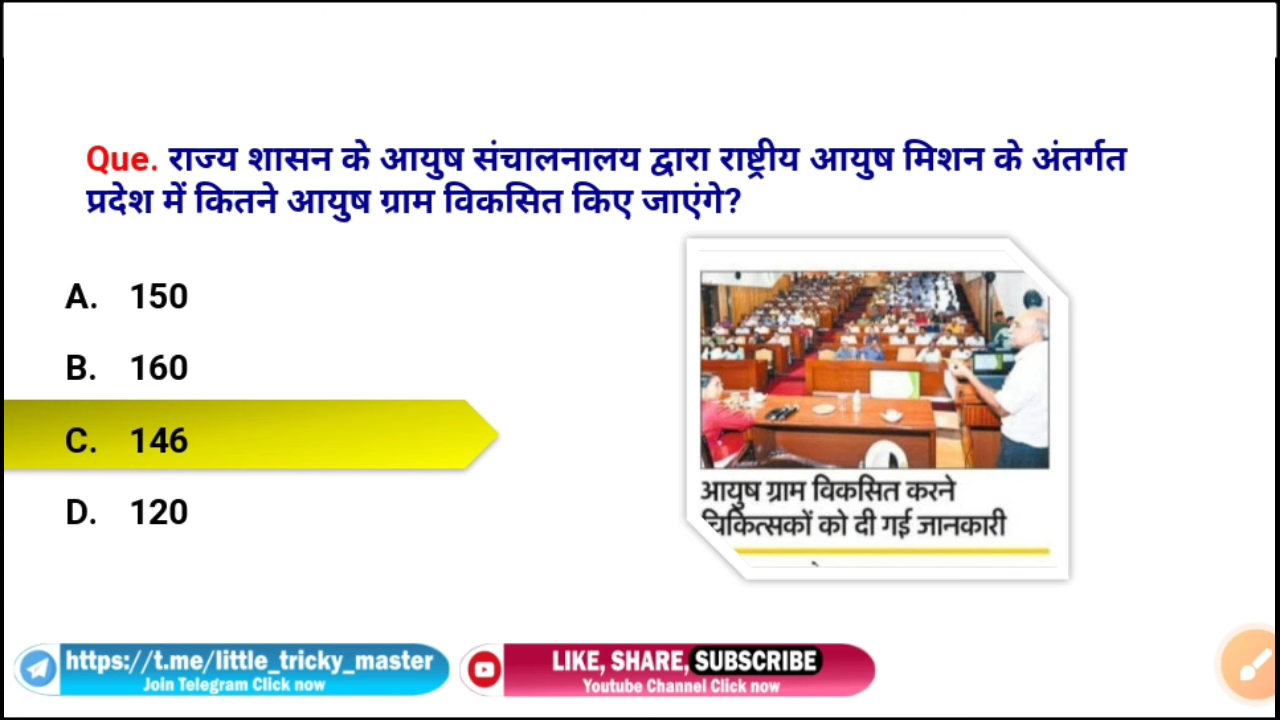 Que. राज्य शासन के आयुष संचालनालय द्वारा राष्ट्रीय आयुष मिशन के अंतर्गत
प्रदेश में कितने आयुष ग्राम विकसित किए जाएंगे?
A. 150
B. 160
C. 146
D. 120
आयुष ग्राम विकसित करने
चिकित्सकों को दी गई जानकारी
https://t.me/little_tricky_master
Join Telegram Click now
LIKE, SHARE, SUBSCRIBE
Youtube Channel Click now